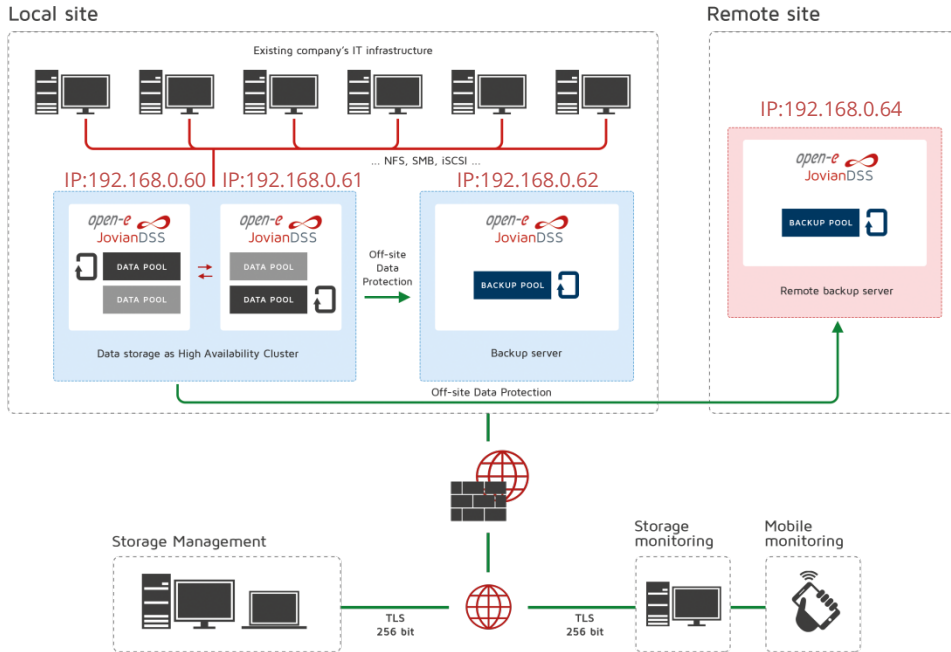 Local site
Remote site
Existing company's IT infrastructure
... NFS, SMB, iSCSI ...
IP:192.168.0.60
IP:192.168.0.61
IP:192.168.0.62
IP:192.168.0.64
open-e
JovianDSS
DATA POOL
DATA POOL
open-e
JovianDSS
DATA POOL
DATA POOL
Data storage as High Availability Cluster
Off-site
Data
Protection
open-e
JovianDSS
BACKUP POOL
Backup server
open-e
JovianDSS
BACKUP POOL
Remote backup server
Off-site Data Protection
Storage Management
TLS
256 bit
TLS
256 bit
Storage
monitoring
Mobile
monitoring